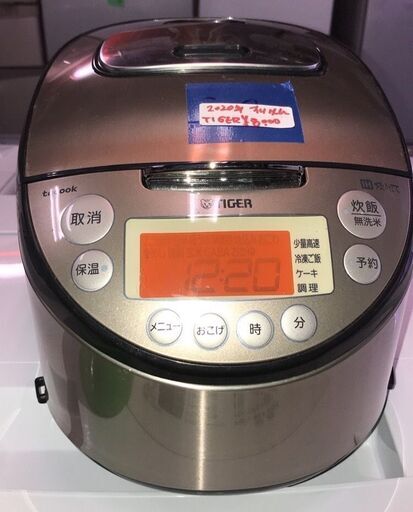 2020年
TIGER ¥8,000
tacook
TIGER
取消
炊飯
無洗米
保温
予約
少量高速
冷凍ご飯
ケーキ
調理
12:20
メニュー
おこげ
時
分